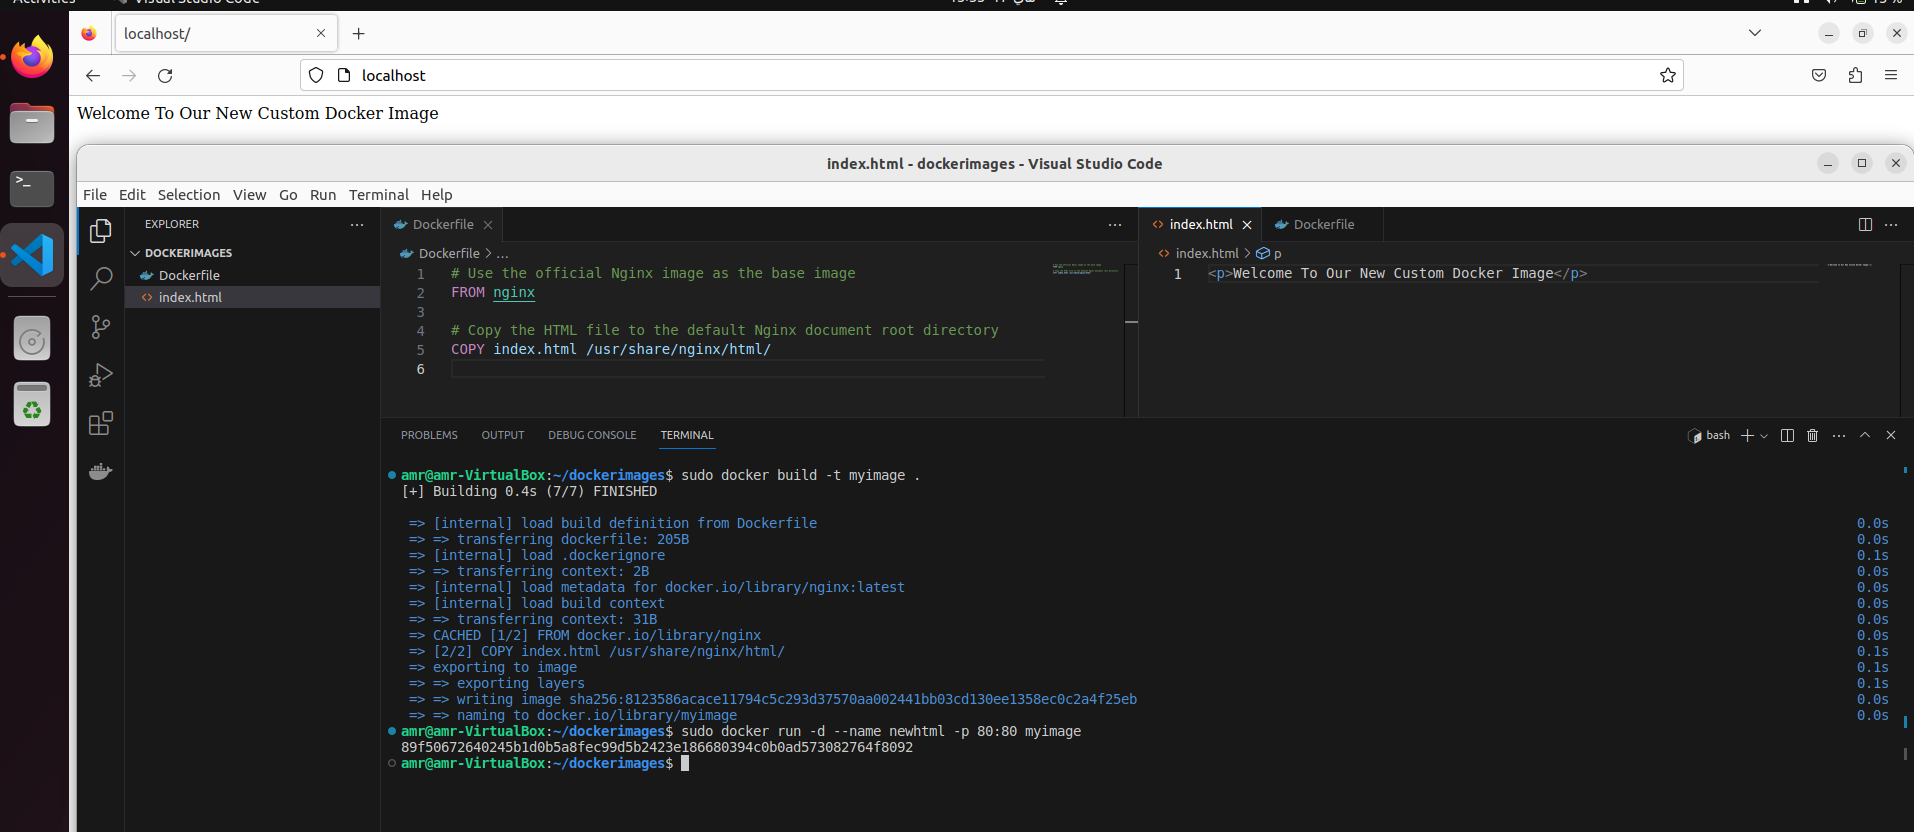 Activities
Visual Studio Code
localhost/
localhost
Welcome To Our New Custom Docker Image
index.html - dockerimages - Visual Studio Code
File Edit Selection View Go Run Terminal Help
EXPLORER
DOCKERIMAGES
Dockerfile
index.html
Dockerfile
Dockerfile > ...
1 # Use the official Nginx image as the base image
2 FROM nginx
3
4 # Copy the HTML file to the default Nginx document root directory
5 COPY index.html /usr/share/nginx/html/
6
index.html Dockerfile
index.html > p
1 <p>Welcome To Our New Custom Docker Image</p>
PROBLEMS OUTPUT DEBUG CONSOLE TERMINAL
bash
amr@amr-VirtualBox:~/dockerimages$ sudo docker build -t myimage .
[+] Building 0.4s (7/7) FINISHED
=> [internal] load build definition from Dockerfile 0.0s
=> => transferring dockerfile: 205B 0.0s
=> [internal] load .dockerignore 0.1s
=> => transferring context: 2B 0.0s
=> [internal] load metadata for docker.io/library/nginx:latest 0.0s
=> [internal] load build context 0.0s
=> => transferring context: 31B 0.0s
=> CACHED [1/2] FROM docker.io/library/nginx 0.0s
=> [2/2] COPY index.html /usr/share/nginx/html/ 0.1s
=> exporting to image 0.1s
=> => exporting layers 0.1s
=> => writing image sha256:8123586acace11794c5c293d37570aa002441bb03cd130ee1358ec0c2a4f25eb 0.0s
=> => naming to docker.io/library/myimage 0.0s
amr@amr-VirtualBox:~/dockerimages$ sudo docker run -d --name newhtml -p 80:80 myimage
89f50672640245b1d0b5a8fec99d5b2423e186680394c0b0ad573082764f8092
amr@amr-VirtualBox:~/dockerimages$